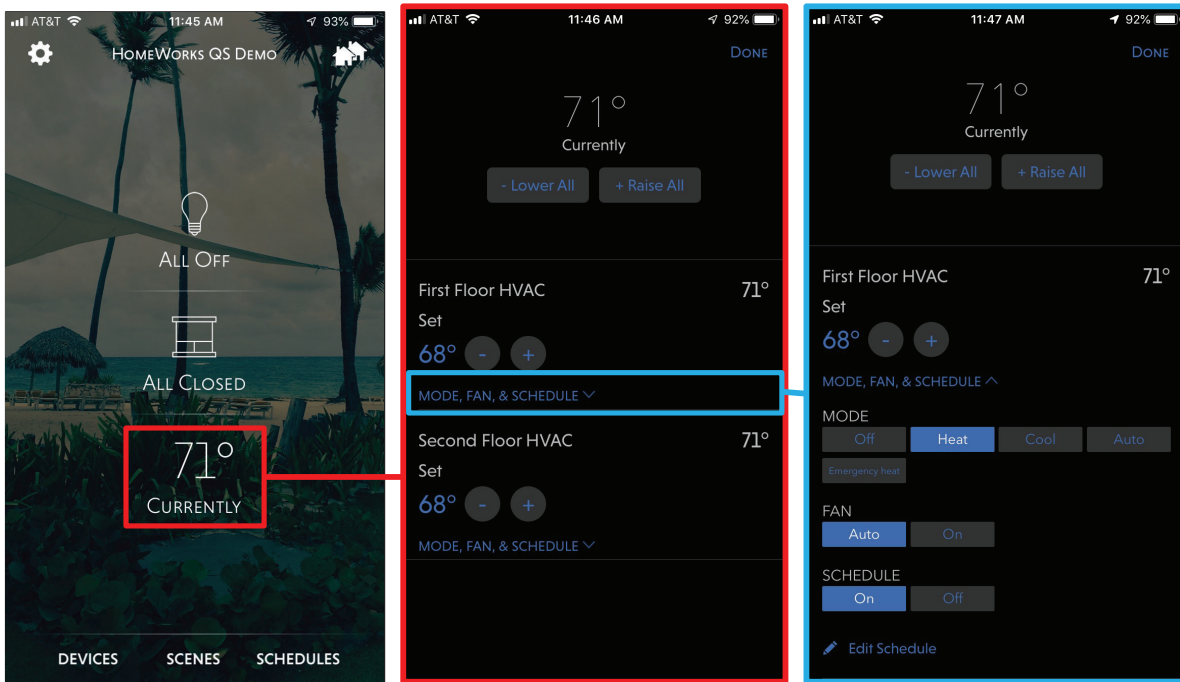 AT&T 11:45 AM 93%
HomeWorks QS Demo
All Off
All Closed
71°
Currently
DEVICES SCENES SCHEDULES
AT&T 11:46 AM 92%
Done
71°
Currently
- Lower All + Raise All
First Floor HVAC 71°
Set
68° - +
MODE, FAN, & SCHEDULE
Second Floor HVAC 71°
Set
68° - +
MODE, FAN, & SCHEDULE
AT&T 11:47 AM 92%
Done
71°
Currently
- Lower All + Raise All
First Floor HVAC 71°
Set
68° - +
MODE, FAN, & SCHEDULE
MODE
Off Heat Cool Auto
Emergency heat
FAN
Auto On
SCHEDULE
On Off
Edit Schedule